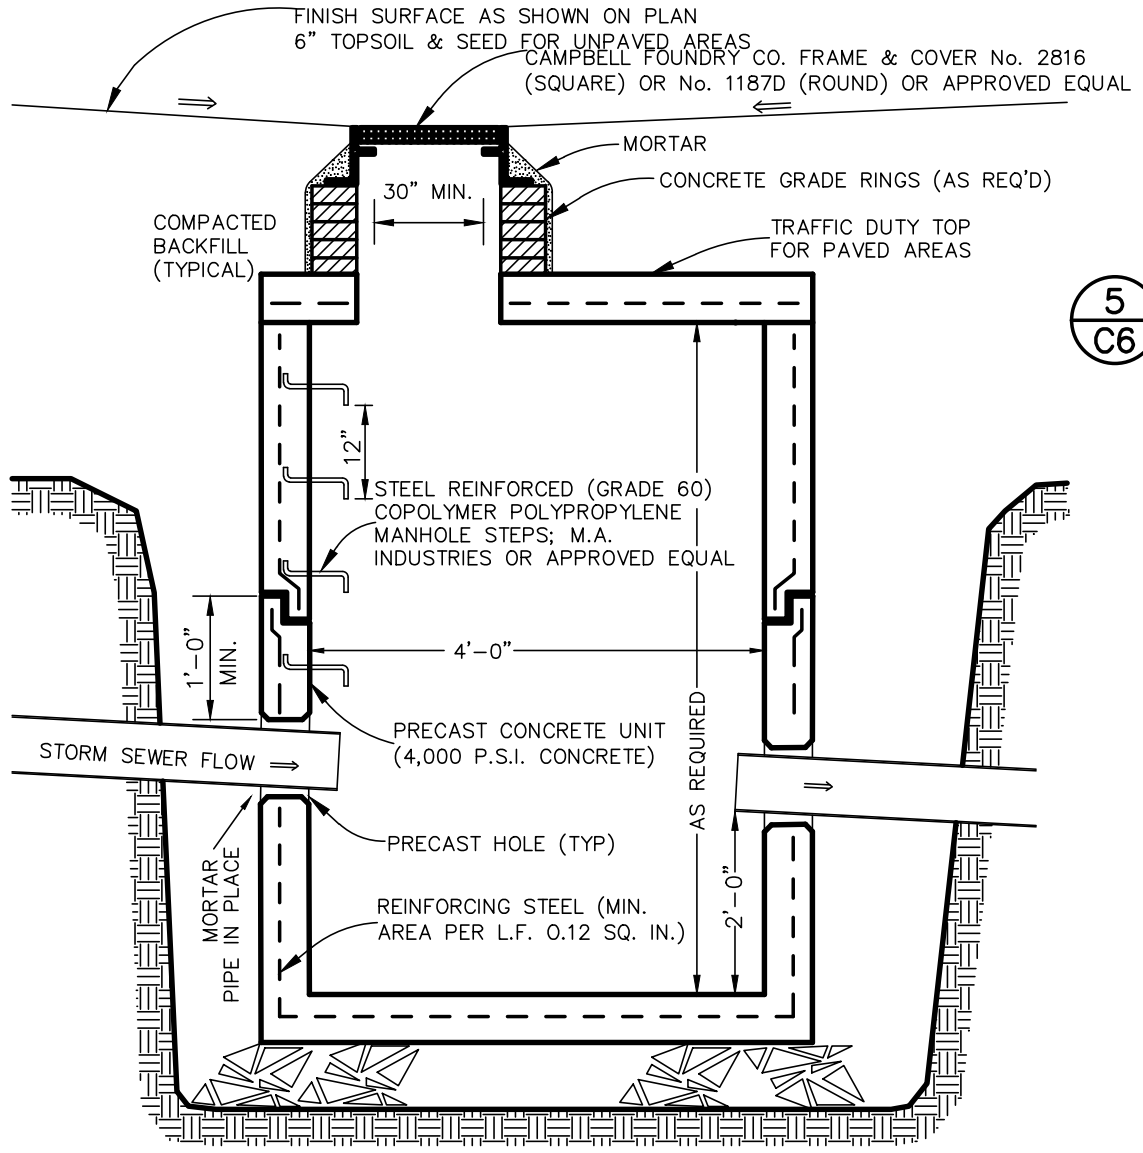 FINISH SURFACE AS SHOWN ON PLAN
6" TOPSOIL & SEED FOR UNPAVED AREAS
CAMPBELL FOUNDRY CO. FRAME & COVER No. 2816
(SQUARE) OR No. 1187D (ROUND) OR APPROVED EQUAL
MORTAR
CONCRETE GRADE RINGS (AS REQ'D)
30" MIN.
COMPACTED
BACKFILL
(TYPICAL)
TRAFFIC DUTY TOP
FOR PAVED AREAS
5
C6
12"
STEEL REINFORCED (GRADE 60)
COPOLYMER POLYPROPYLENE
MANHOLE STEPS; M.A.
INDUSTRIES OR APPROVED EQUAL
1'-0"
MIN.
4'-0"
PRECAST CONCRETE UNIT
(4,000 P.S.I. CONCRETE)
STORM SEWER FLOW
AS REQUIRED
PRECAST HOLE (TYP)
MORTAR
PIPE IN PLACE
REINFORCING STEEL (MIN.
AREA PER L.F. 0.12 SQ. IN.)
2'-0"